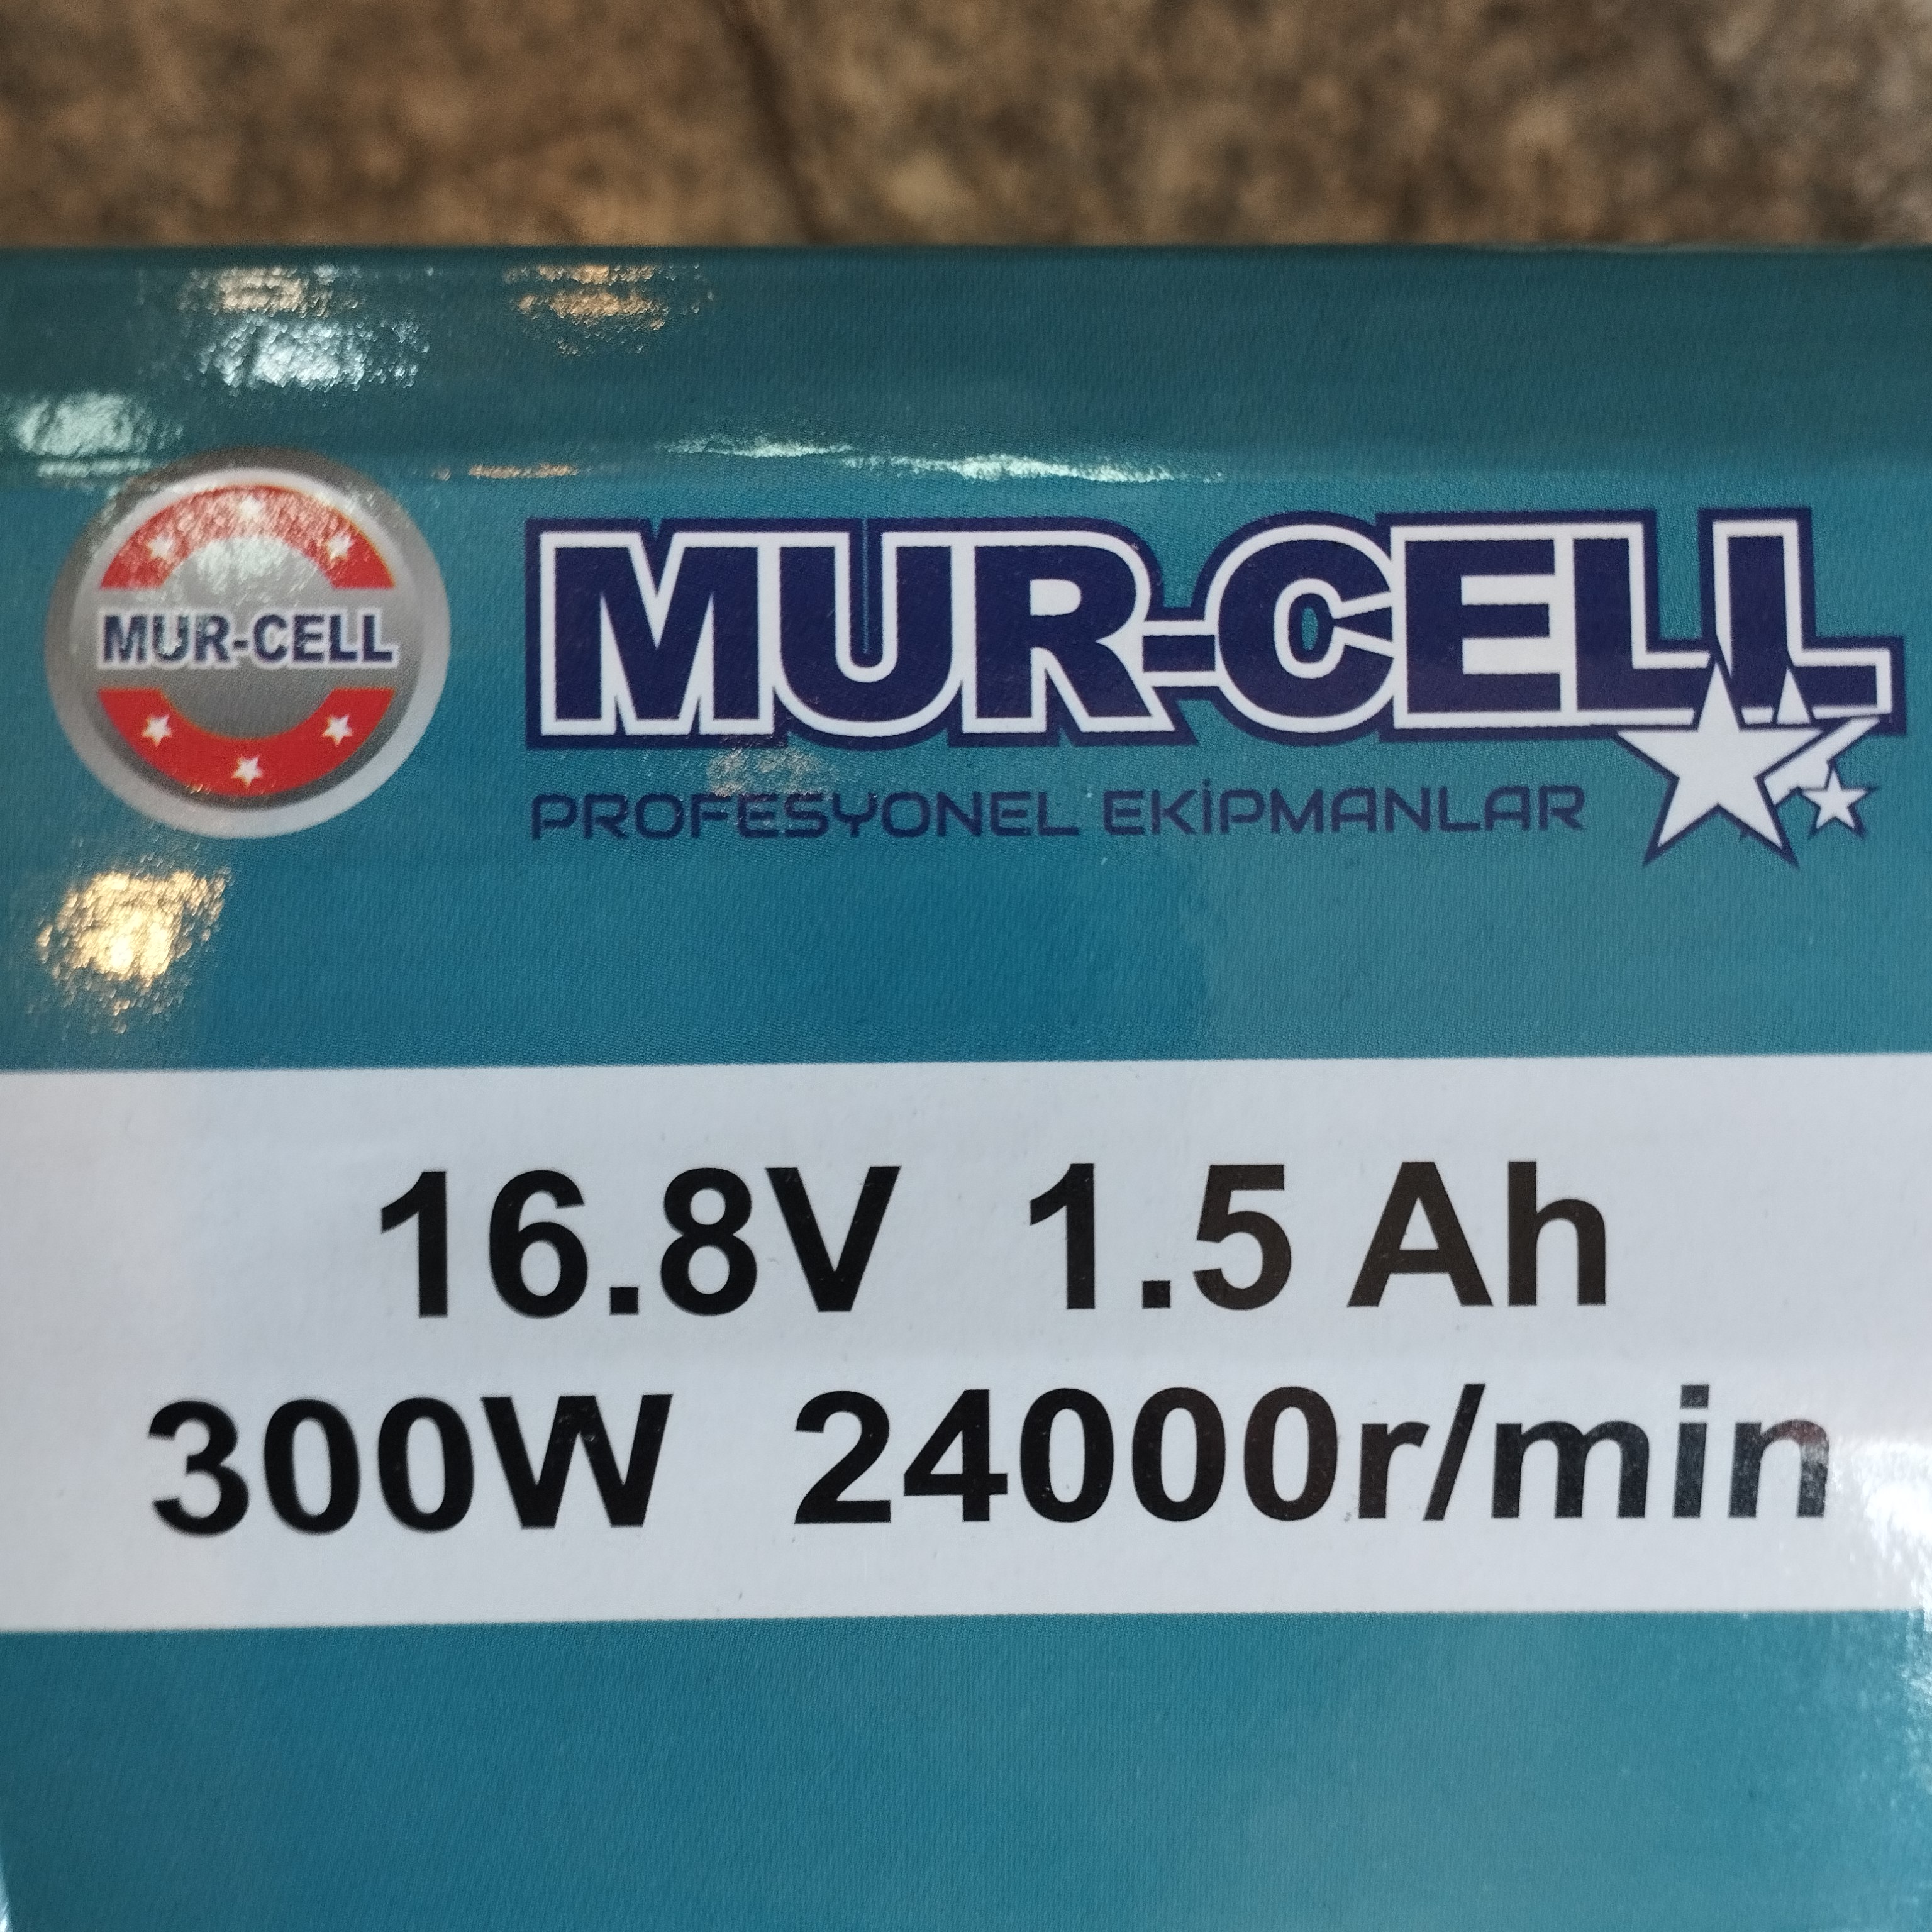 MUR-CELL
MUR-CELL
PROFESYONEL EKİPMANLAR
16.8V 1.5 Ah
300W 24000r/min